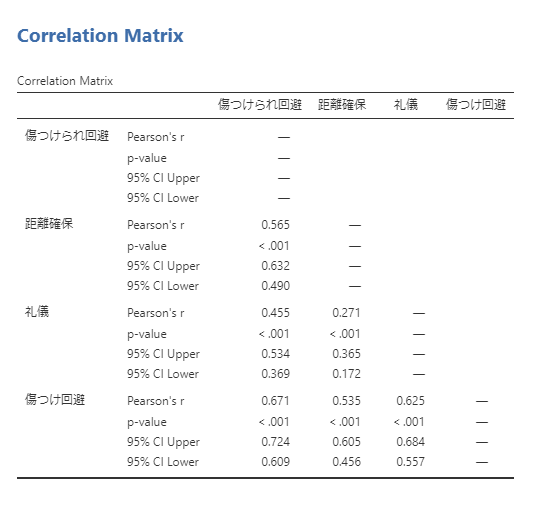 Correlation Matrix
Correlation Matrix
傷つけられ回避 距離確保 礼儀 傷つけ回避
傷つけられ回避 Pearson's r —
p-value —
95% CI Upper —
95% CI Lower —
距離確保 Pearson's r 0.565 —
p-value < .001 —
95% CI Upper 0.632 —
95% CI Lower 0.490 —
礼儀 Pearson's r 0.455 0.271 —
p-value < .001 < .001 —
95% CI Upper 0.534 0.365 —
95% CI Lower 0.369 0.172 —
傷つけ回避 Pearson's r 0.671 0.535 0.625 —
p-value < .001 < .001 < .001 —
95% CI Upper 0.724 0.605 0.684 —
95% CI Lower 0.609 0.456 0.557 —